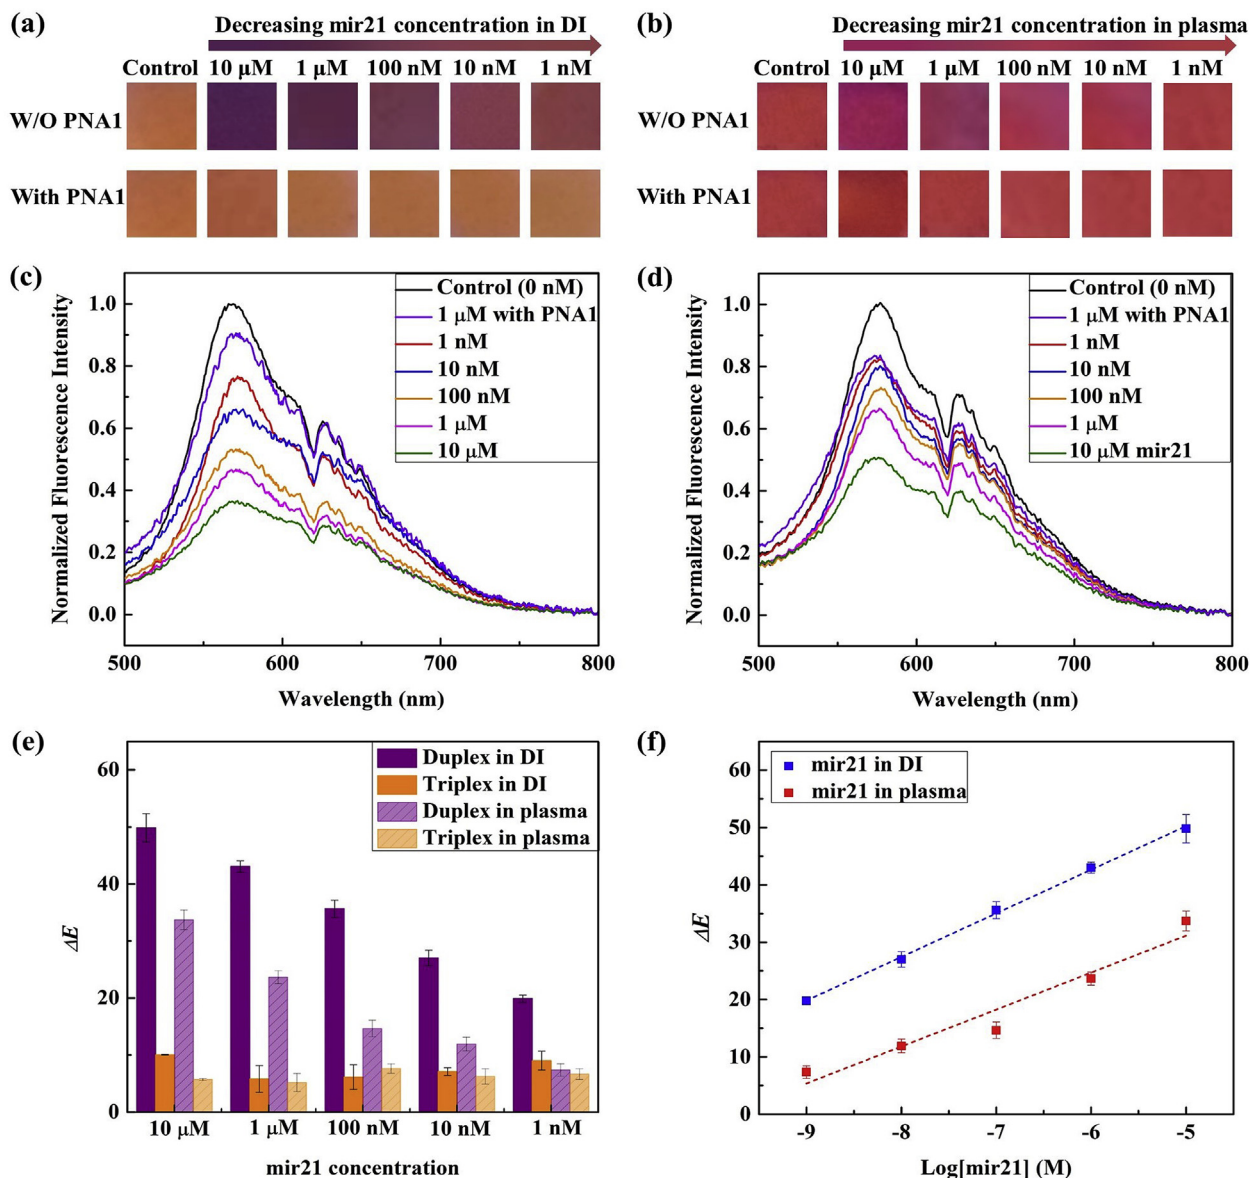 (a)
Decreasing mir21 concentration in DI
Control 10 μM 1 μM 100 nM 10 nM 1 nM
W/O PNA1
With PNA1
(b)
Decreasing mir21 concentration in plasma
Control 10 μM 1 μM 100 nM 10 nM 1 nM
W/O PNA1
With PNA1
(c)
Normalized Fluorescence Intensity
1.0
0.8
0.6
0.4
0.2
0.0
Control (0 nM)
1 μM with PNA1
1 nM
10 nM
100 nM
1 μM
10 μM
500 600 700 800
Wavelength (nm)
(d)
Normalized Fluorescence Intensity
1.0
0.8
0.6
0.4
0.2
0.0
Control (0 nM)
1 μM with PNA1
1 nM
10 nM
100 nM
1 μM
10 μM mir21
500 600 700 800
Wavelength (nm)
(e)
ΔE
60
40
20
0
Duplex in DI
Triplex in DI
Duplex in plasma
Triplex in plasma
10 μM 1 μM 100 nM 10 nM 1 nM
mir21 concentration
(f)
ΔE
60
50
40
30
20
10
0
mir21 in DI
mir21 in plasma
-9 -8 -7 -6 -5
Log[mir21] (M)